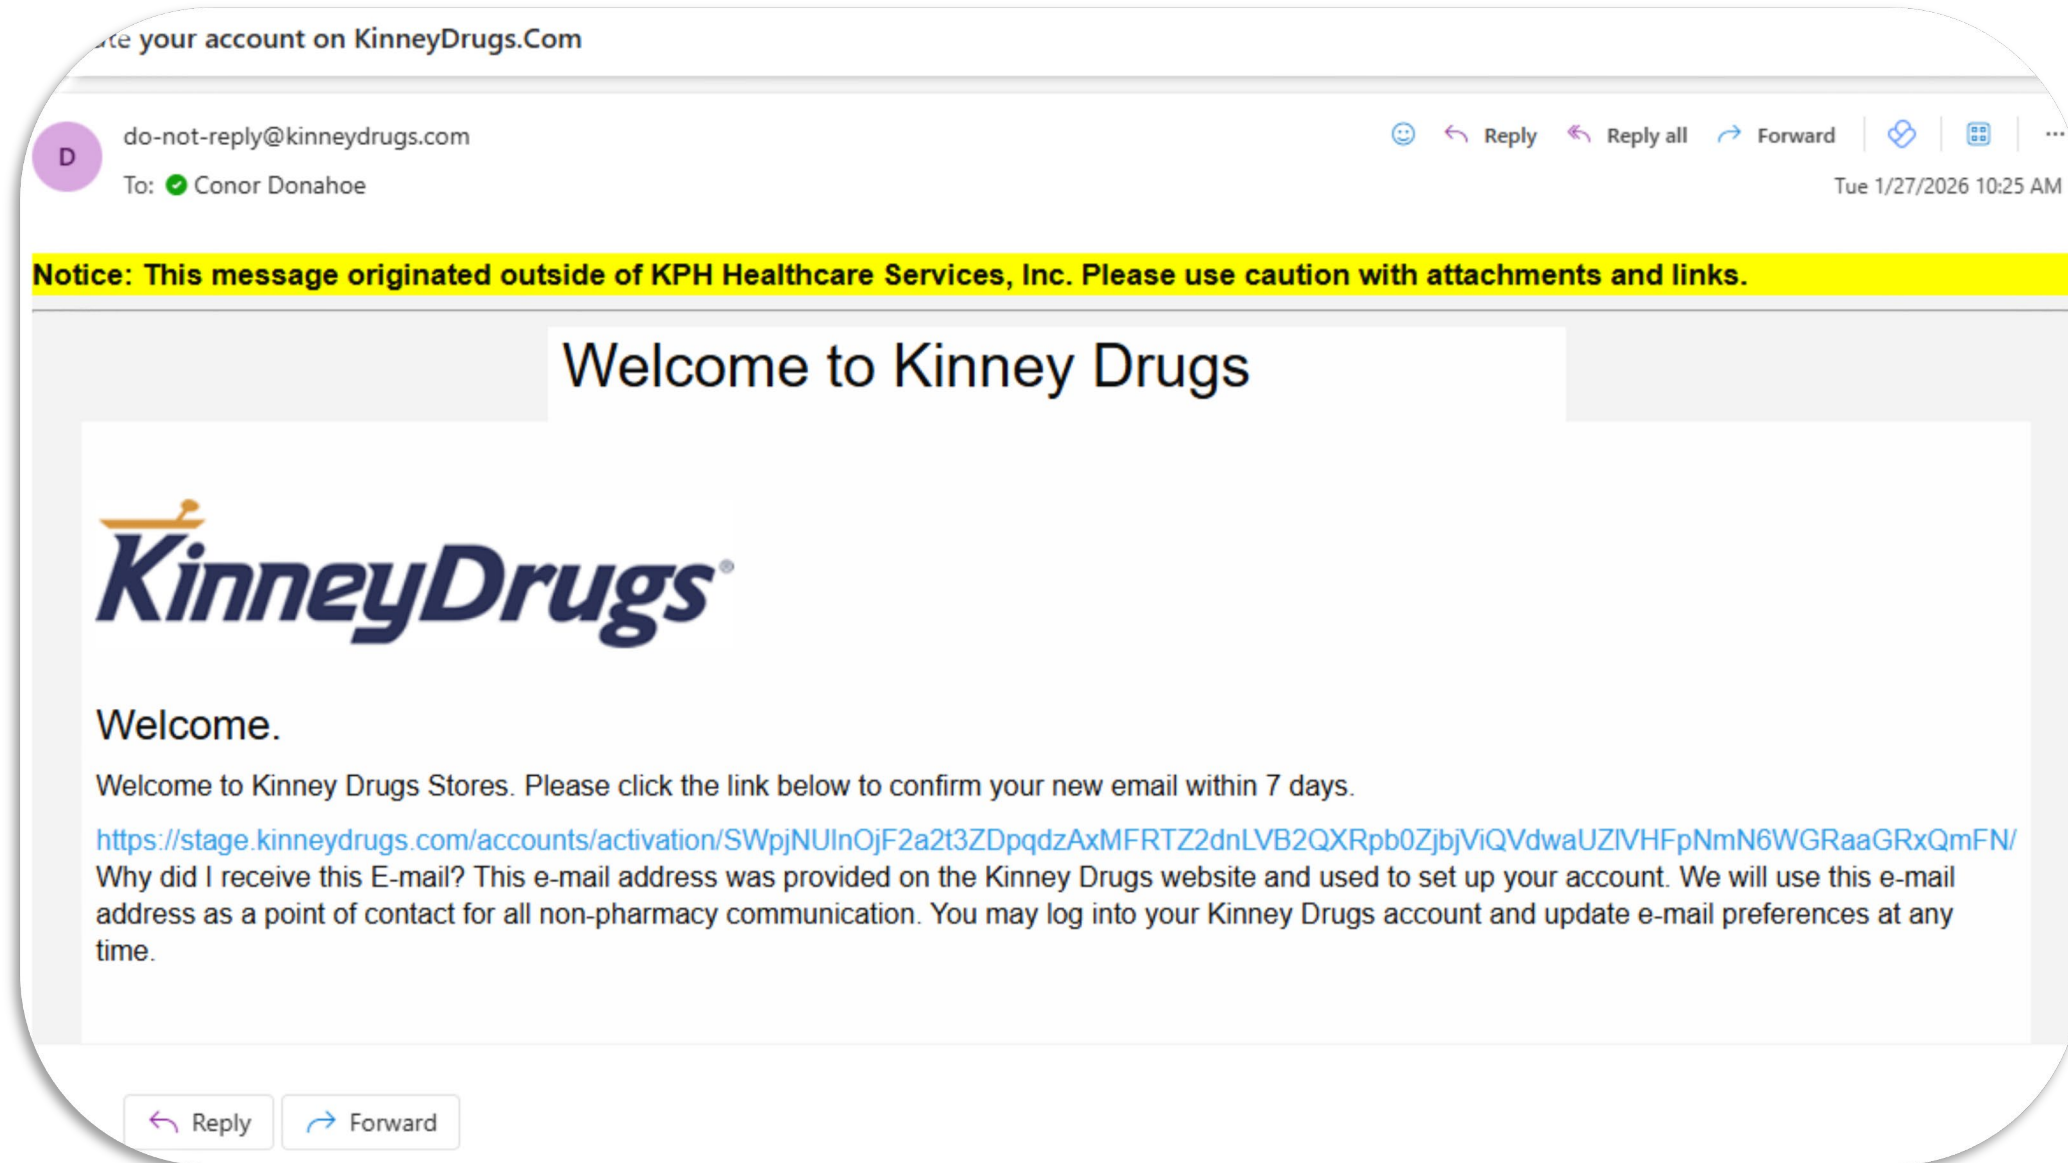 your account on KinneyDrugs.Com
D
do-not-reply@kinneydrugs.com
Reply
Reply all
Forward
To: Conor Donahoe
Tue 1/27/2026 10:25 AM
Notice: This message originated outside of KPH Healthcare Services, Inc. Please use caution with attachments and links.
Welcome to Kinney Drugs
KinneyDrugs®
Welcome.
Welcome to Kinney Drugs Stores. Please click the link below to confirm your new email within 7 days.
https://stage.kinneydrugs.com/accounts/activation/SWpjNUlnOjF2a2t3ZDpqdzAxMFRTZ2dnLVB2QXRpb0ZjbjViQVdwaUZIVHFpNmN6WGRaaGRxQmFN/
Why did I receive this E-mail? This e-mail address was provided on the Kinney Drugs website and used to set up your account. We will use this e-mail
address as a point of contact for all non-pharmacy communication. You may log into your Kinney Drugs account and update e-mail preferences at any
time.
Reply
Forward